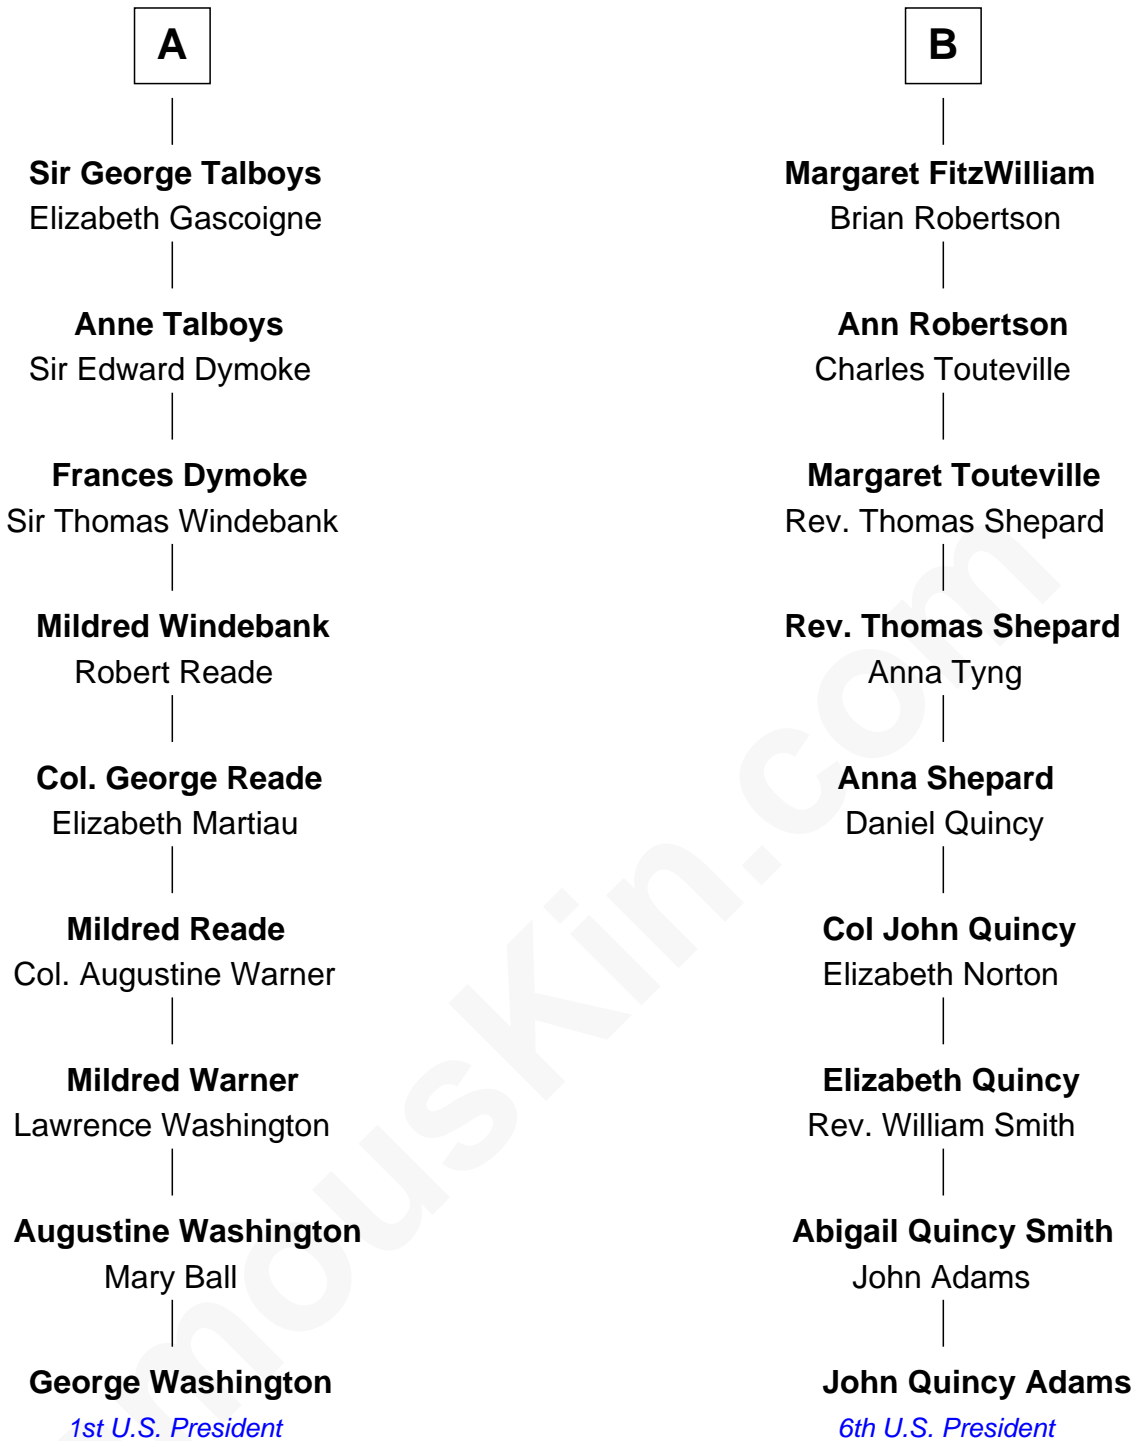 A
Sir George Talboys
Elizabeth Gascoigne
Anne Talboys
Sir Edward Dymoke
Frances Dymoke
Sir Thomas Windebank
Mildred Windebank
Robert Reade
Col. George Reade
Elizabeth Martiau
Mildred Reade
Col. Augustine Warner
Mildred Warner
Lawrence Washington
Augustine Washington
Mary Ball
George Washington
1st U.S. President
B
Margaret FitzWilliam
Brian Robertson
Ann Robertson
Charles Touteville
Margaret Touteville
Rev. Thomas Shepard
Rev. Thomas Shepard
Anna Tyng
Anna Shepard
Daniel Quincy
Col John Quincy
Elizabeth Norton
Elizabeth Quincy
Rev. William Smith
Abigail Quincy Smith
John Adams
John Quincy Adams
6th U.S. President
mousKin.com